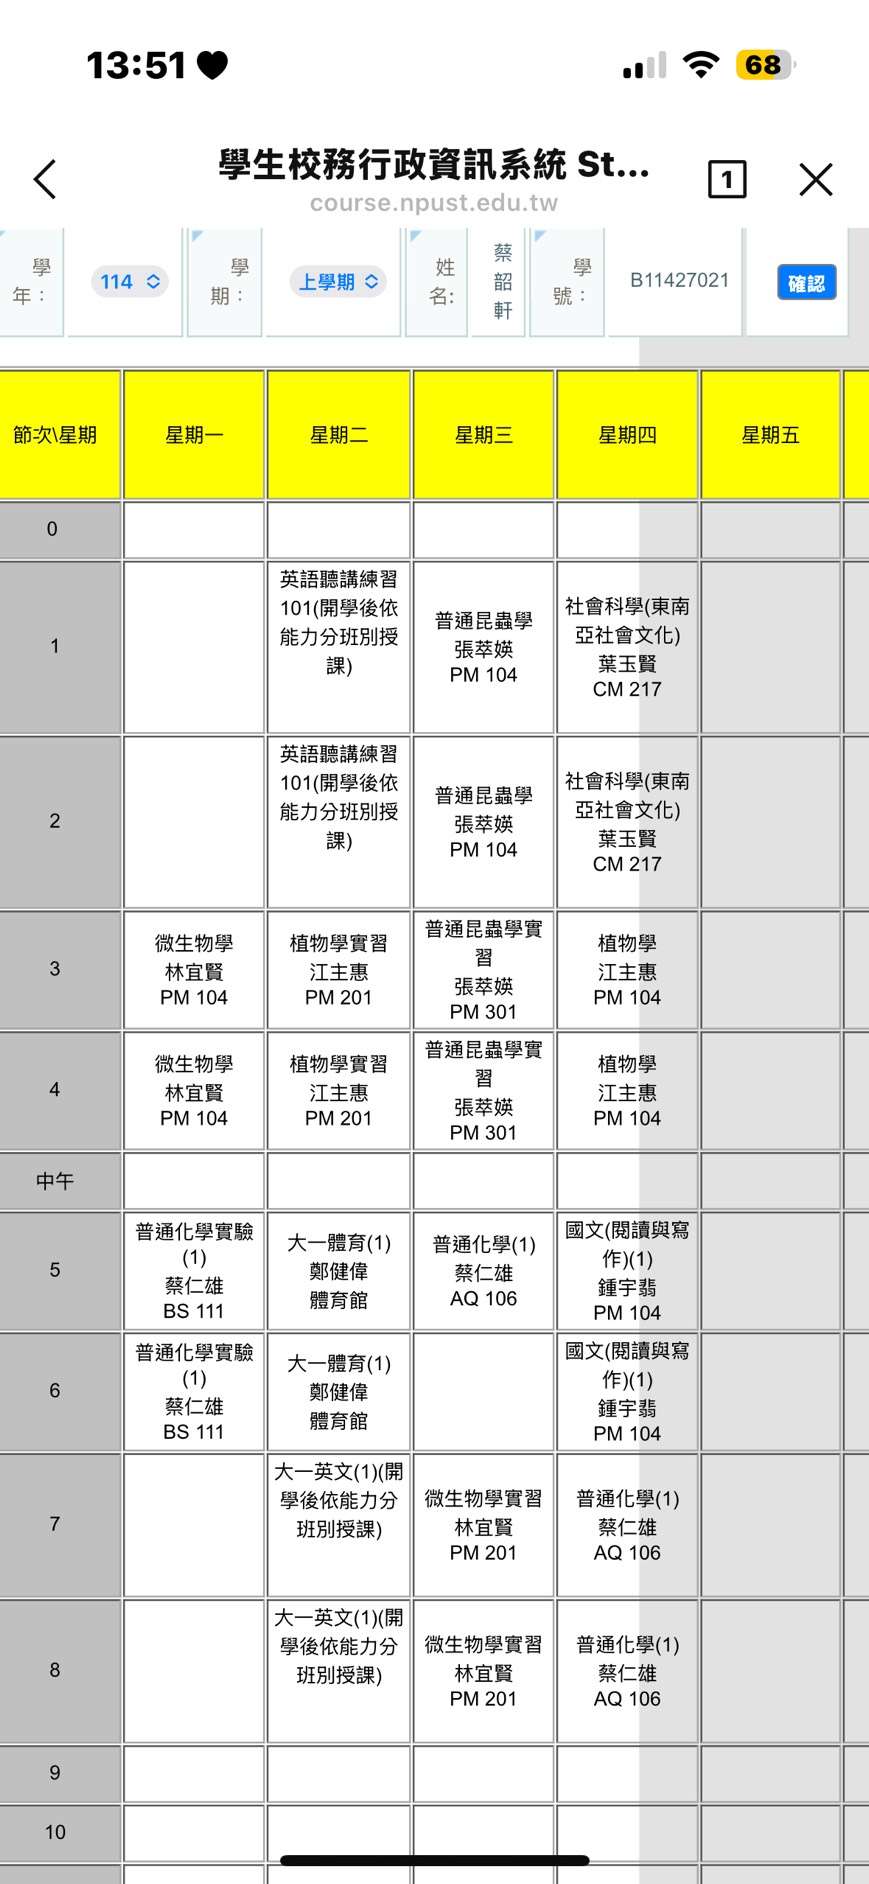 13:51
68
學生校務行政資訊系統 St...
course.npust.edu.tw
1
學年：
114
學期：
上學期
姓名:
蔡韶軒
學號：
B11427021
確認
節次\星期 星期一 星期二 星期三 星期四 星期五
0
1
英語聽講練習
101(開學後依
能力分班別授
課)
普通昆蟲學
張萃媖
PM 104
社會科學(東南
亞社會文化)
葉玉賢
CM 217
2
英語聽講練習
101(開學後依
能力分班別授
課)
普通昆蟲學
張萃媖
PM 104
社會科學(東南
亞社會文化)
葉玉賢
CM 217
3
微生物學
林宜賢
PM 104
植物學實習
江主惠
PM 201
普通昆蟲學實
習
張萃媖
PM 301
植物學
江主惠
PM 104
4
微生物學
林宜賢
PM 104
植物學實習
江主惠
PM 201
普通昆蟲學實
習
張萃媖
PM 301
植物學
江主惠
PM 104
中午
5
普通化學實驗
(1)
蔡仁雄
BS 111
大一體育(1)
鄭健偉
體育館
普通化學(1)
蔡仁雄
AQ 106
國文(閱讀與寫
作)(1)
鍾宇翡
PM 104
6
普通化學實驗
(1)
蔡仁雄
BS 111
大一體育(1)
鄭健偉
體育館
國文(閱讀與寫
作)(1)
鍾宇翡
PM 104
7
大一英文(1)(開
學後依能力分
班別授課)
微生物學實習
林宜賢
PM 201
普通化學(1)
蔡仁雄
AQ 106
8
大一英文(1)(開
學後依能力分
班別授課)
微生物學實習
林宜賢
PM 201
普通化學(1)
蔡仁雄
AQ 106
9
10